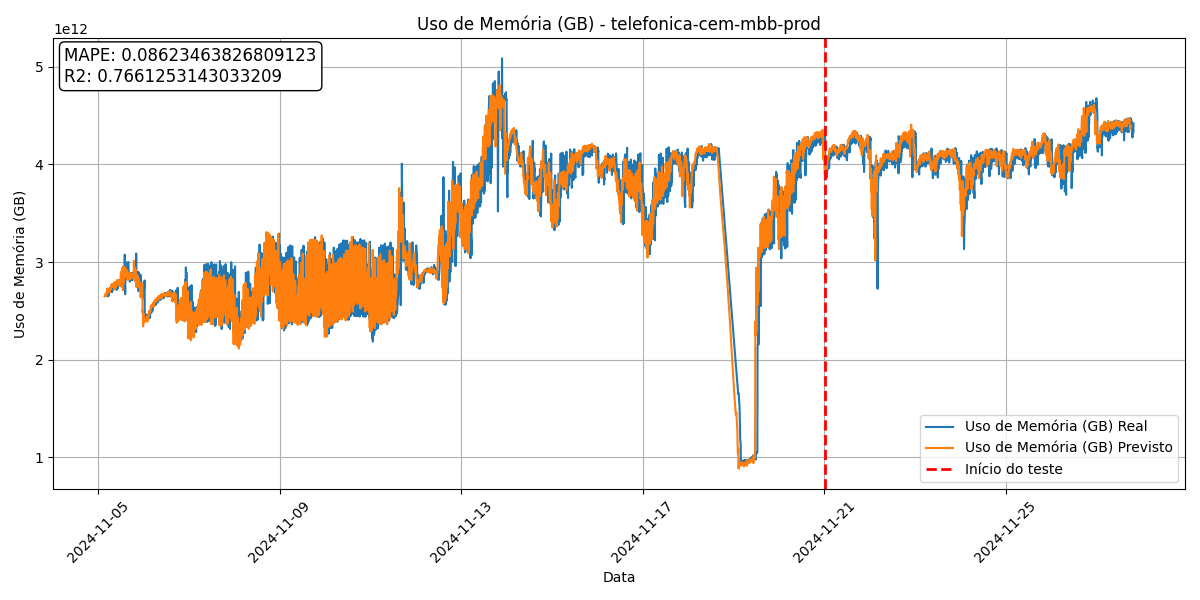 Uso de Memória (GB) - telefonica-cem-mbb-prod
1e12
MAPE: 0.08623463826809123
R2: 0.7661253143033209
5
4
3
2
1
Uso de Memória (GB)
Uso de Memória (GB) Real
Uso de Memória (GB) Previsto
Início do teste
2024-11-05
2024-11-09
2024-11-13
2024-11-17
2024-11-21
2024-11-25
Data